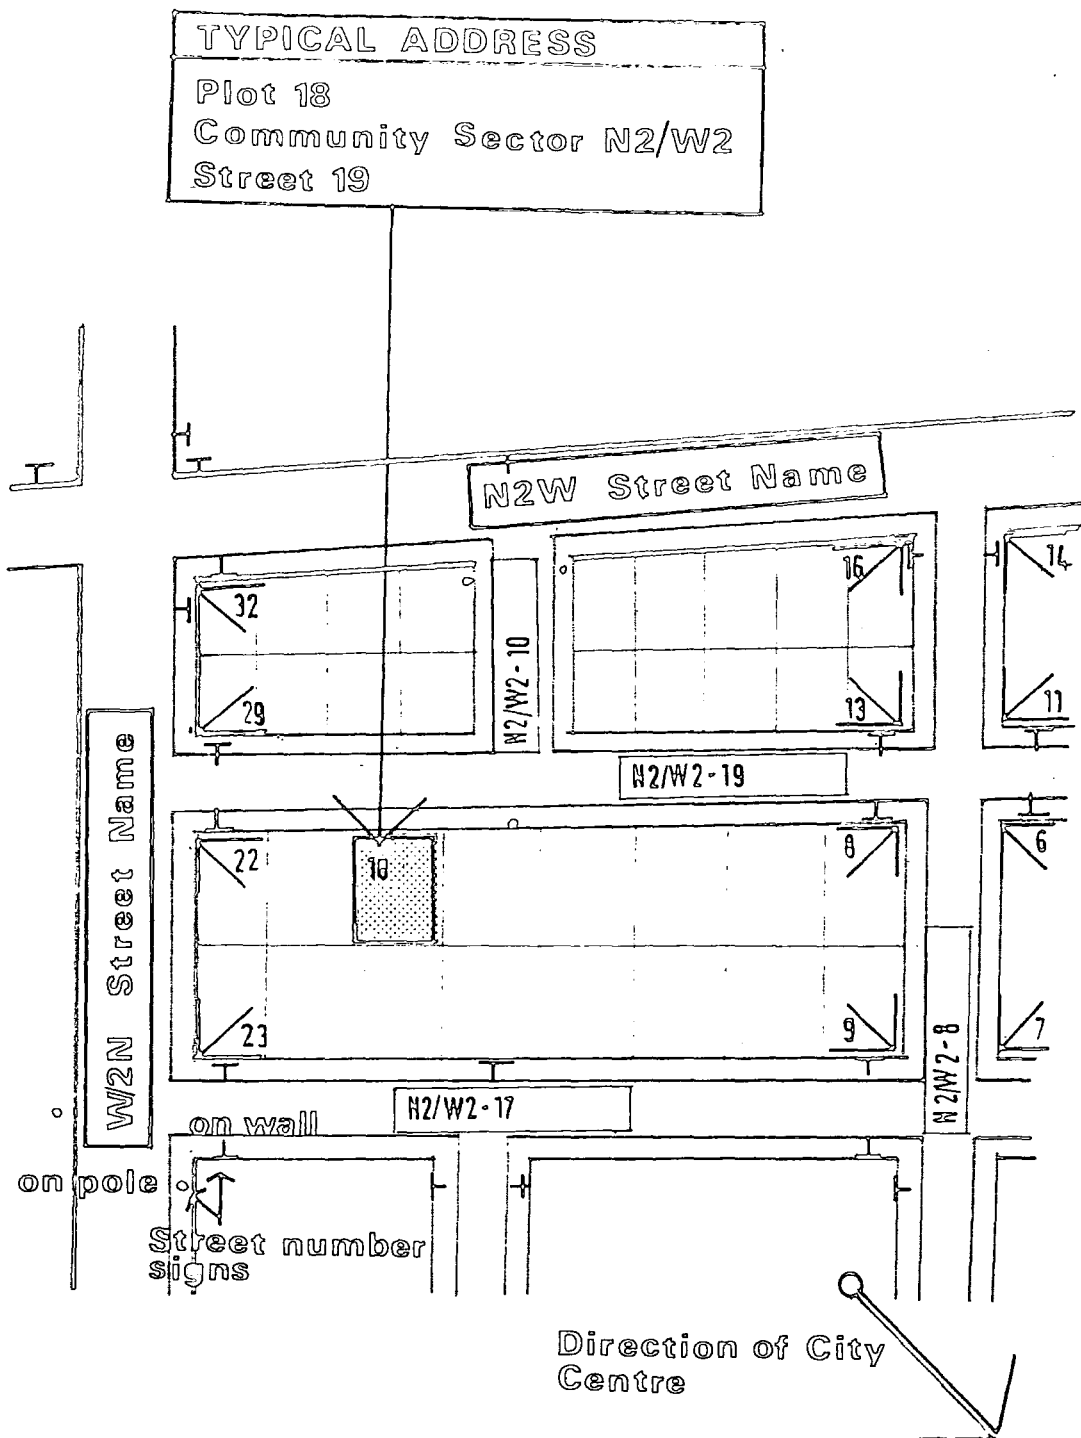 TYPICAL ADDRESS
Plot 18
Community Sector N2/W2
Street 19
N2W Street Name
32
16
14
N2/W2-10
29
13
11
N2/W2-19
W2N Street Name
22
18
8
6
23
9
7
N2/W2-8
N2/W2-17
on wall
on pole
Street number
signs
Direction of City
Centre